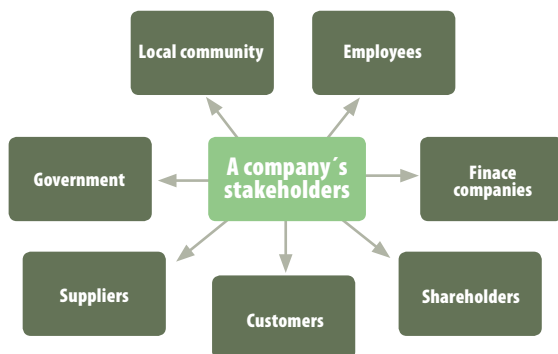 Local community
Employees
A company´s
stakeholders
Government
Finace
companies
Suppliers
Customers
Shareholders